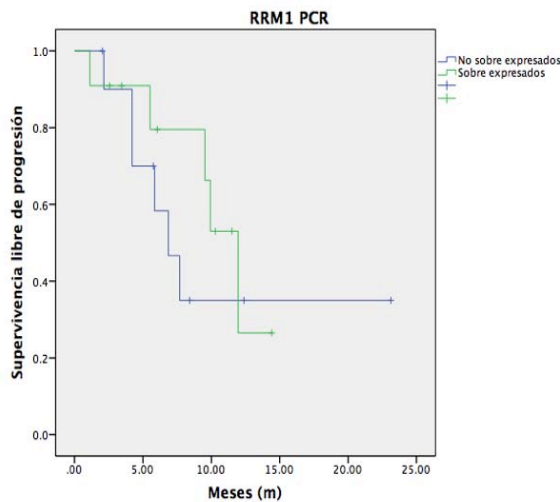 RRM1 PCR
No sobre expresados
Sobre expresados
Supervivencia libre de progresión
1.0
0.8
0.6
0.4
0.2
0.0
.00
5.00
10.00
15.00
20.00
25.00
Meses (m)